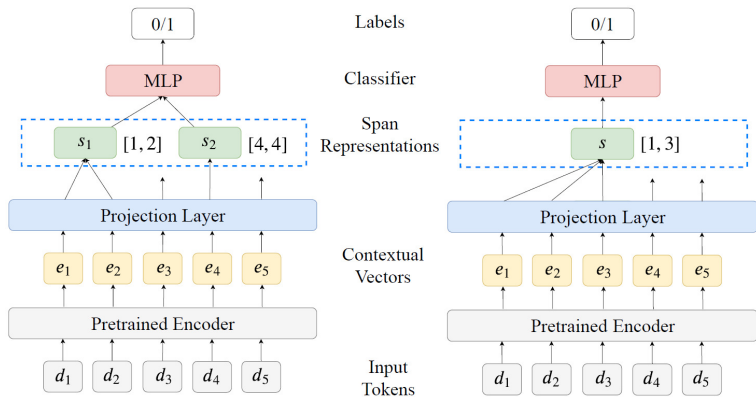 0/1 Labels 0/1
MLP Classifier MLP
s₁ [1, 2] s₂ [4, 4] Span Representations s [1, 3]
Projection Layer Projection Layer
e₁ e₂ e₃ e₄ e₅ Contextual Vectors e₁ e₂ e₃ e₄ e₅
Pretrained Encoder Pretrained Encoder
d₁ d₂ d₃ d₄ d₅ Input Tokens d₁ d₂ d₃ d₄ d₅